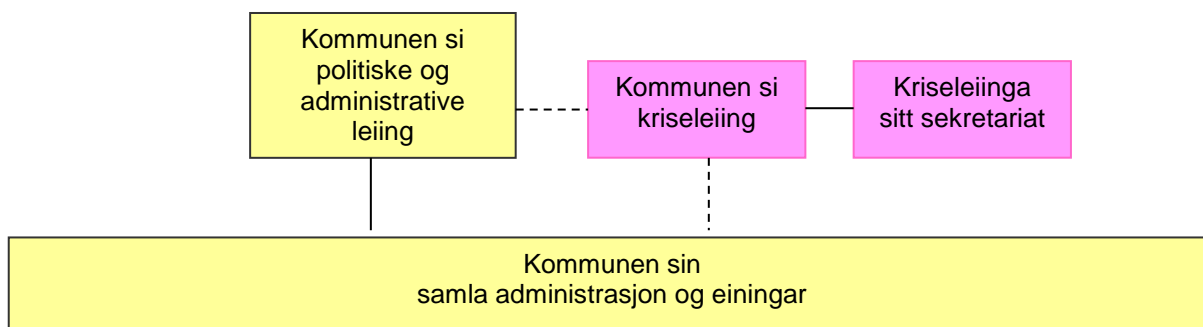 Kommunen si
politiske og
administrative
leiing
Kommunen si
kriseleiing
Kriseleiinga
sitt sekretariat
Kommunen sin
samla administrasjon og einingar